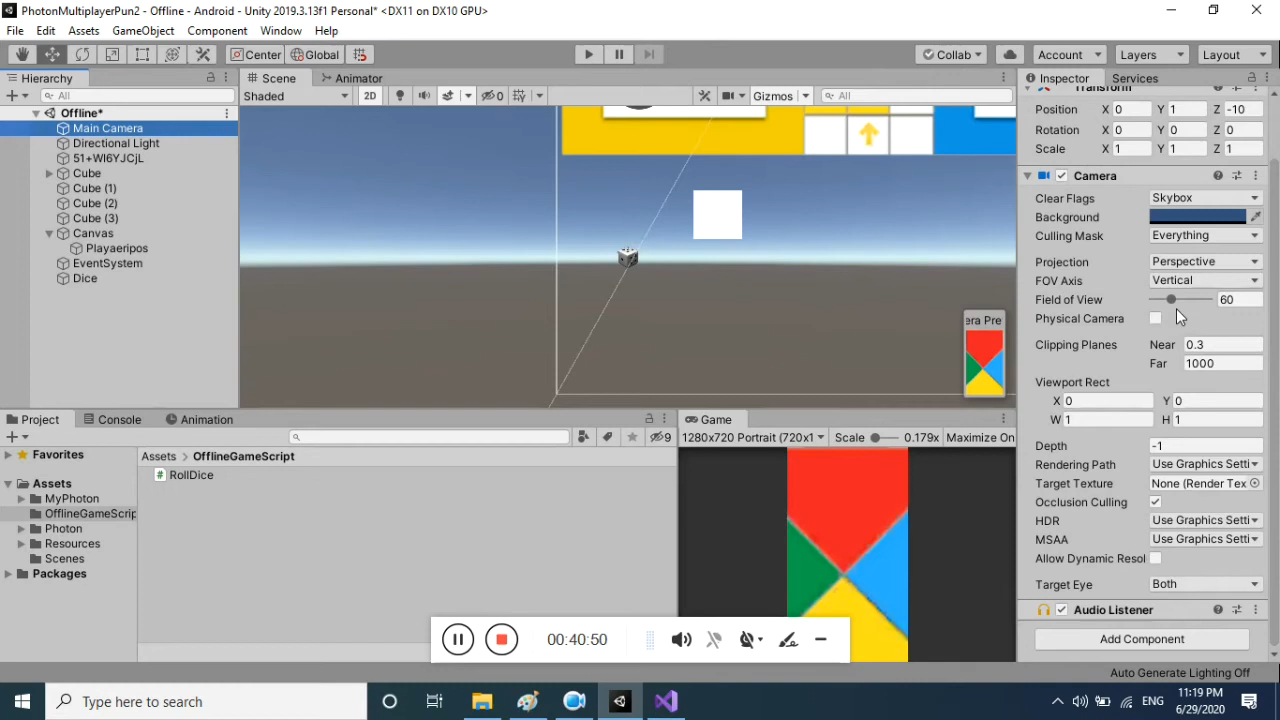 PhotonMultiplayerPun2 - Offline - Android - Unity 2019.3.13f1 Personal* <DX11 on DX10 GPU>
File Edit Assets GameObject Component Window Help
Center Global Collab Account Layers Layout
Hierarchy
All
Offline*
Main Camera
Directional Light
51+WI6YJCjL
Cube
Cube (1)
Cube (2)
Cube (3)
Canvas
Playaeripos
EventSystem
Dice
Scene Animator
Shaded 2D 0 Gizmos All
era Pre
Inspector Services
Transform
Position X 0 Y 1 Z -10
Rotation X 0 Y 0 Z 0
Scale X 1 Y 1 Z 1
Camera
Clear Flags Skybox
Background
Culling Mask Everything
Projection Perspective
FOV Axis Vertical
Field of View 60
Physical Camera
Clipping Planes Near 0.3
Far 1000
Viewport Rect
X 0 Y 0
W 1 H 1
Depth -1
Rendering Path Use Graphics Setti
Target Texture None (Render Tex
Occlusion Culling
HDR Use Graphics Setti
MSAA Use Graphics Setti
Allow Dynamic Resol
Target Eye Both
Audio Listener
Add Component
Auto Generate Lighting Off
Project Console Animation
9
Favorites
Assets
MyPhoton
OfflineGameScrip
Photon
Resources
Scenes
Packages
Assets > OfflineGameScript
RollDice
Game
1280x720 Portrait (720x1 Scale 0.179x Maximize On
00:40:50
Type here to search
ENG
11:19 PM
6/29/2020